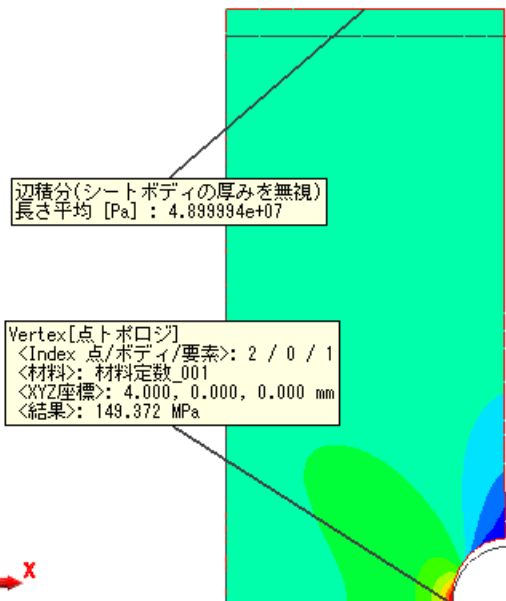 辺積分(シートボディの厚みを無視)
長さ平均 [Pa] : 4.899994e+07
Vertex[点トポロジ]
<Index 点/ボディ/要素>: 2 / 0 / 1
<材料>: 材料定数_001
<XYZ座標>: 4.000, 0.000, 0.000 mm
<結果>: 149.372 MPa
X